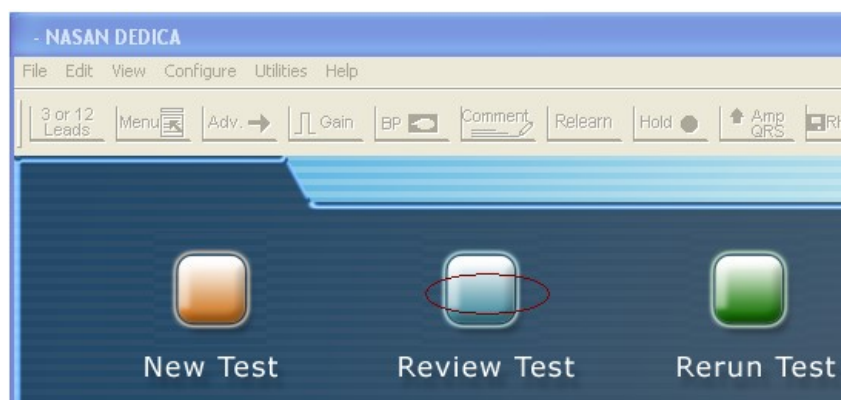 - NASAN DEDICA
File Edit View Configure Utilities Help
3 or 12 Leads Menu Adv. Gain BP Comment Relearn Hold Amp QRS
New Test Review Test Rerun Test